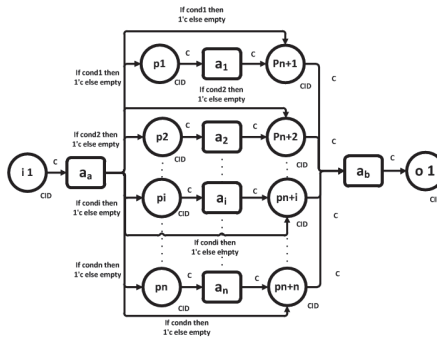 If cond1 then
1'c else empty
If cond1 then
1'c else empty
p1
C
a1
C
Pn+1
CID
CID
C
If cond2 then
1'c else empty
If cond2 then
1'c else empty
p2
C
a2
C
Pn+2
CID
CID
C
i 1
C
aa
CID
ab
C
o 1
CID
If condi then
1'c else empty
pi
C
ai
C
pn+i
CID
CID
C
If condi then
1'c else empty
If condn then
1'c else empty
pn
C
an
C
pn+n
CID
CID
C
If condn then
1'c else empty